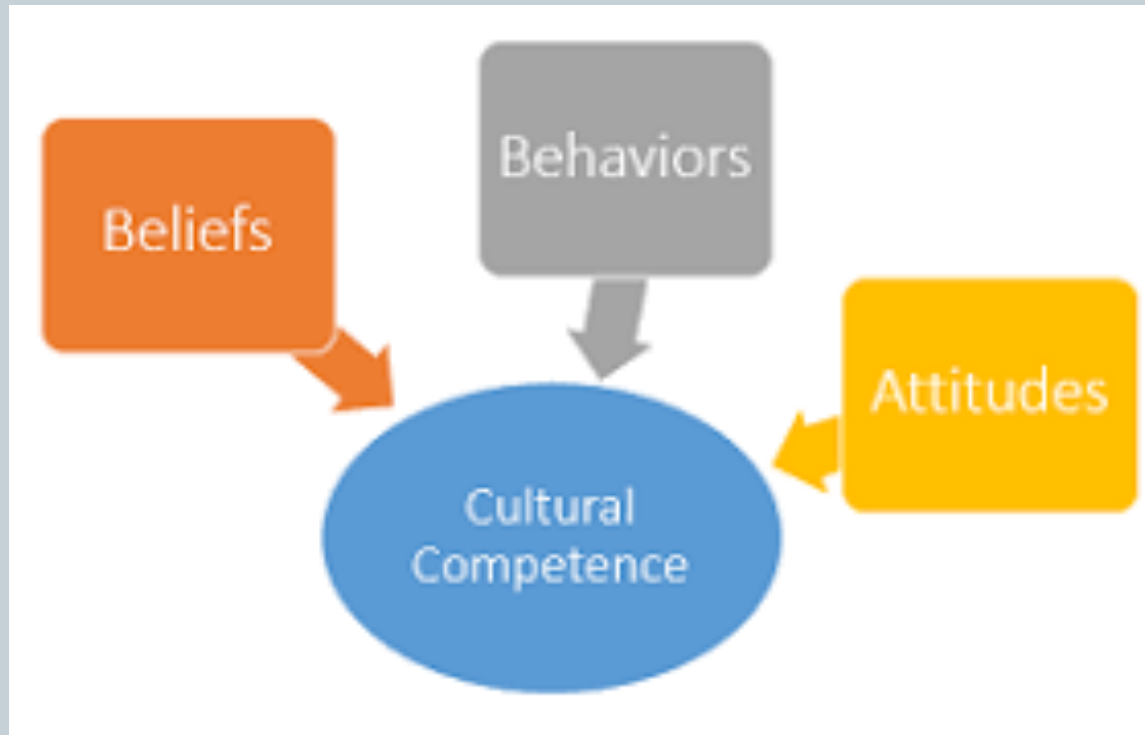 Beliefs
Behaviors
Attitudes
Cultural
Competence